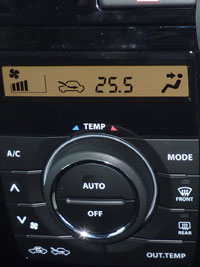 25.5
TEMP
A/C
MODE
AUTO
OFF
FRONT
REAR
OUT.TEMP